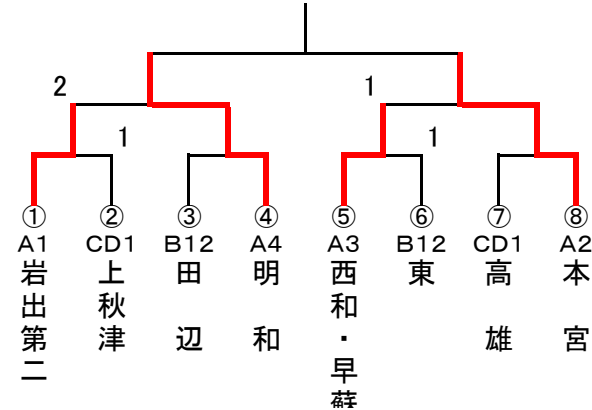 2
1
1
1
① ② ③ ④ ⑤ ⑥ ⑦ ⑧
A1 CD1 B12 A4 A3 B12 CD1 A2
岩出第二
上秋津
田辺
明和
西和・早蘇
東
高雄
本宮